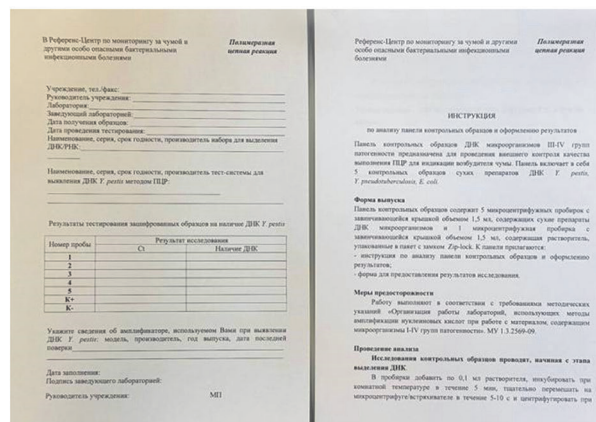 В Референс-Центр по мониторингу за чумой и
другими особо опасными бактериальными
инфекционными болезнями
Полимеразная
цепная реакция
Учреждение, тел./факс:
Руководитель учреждения:
Лаборатория:
Заведующий лабораторией:
Дата получения образцов:
Дата проведения тестирования:
Наименование, серия, срок годности, производитель набора для выделения
ДНК/РНК:
Наименование, серия, срок годности, производитель тест-системы для
выявления ДНК Y. pestis методом ПЦР:
Результаты тестирования зашифрованных образцов на наличие ДНК Y. pestis
Номер пробы
Результат исследования
Ct
Наличие ДНК
1
2
3
4
5
К+
К-
Укажите сведения об амплификаторе, используемом Вами при выявлении
ДНК Y. pestis: модель, производитель, год выпуска, дата последней
поверки
Дата заполнения:
Подпись заведующего лабораторией:
Руководитель учреждения:
МП
Референс-Центр по мониторингу за чумой и другими
особо опасными бактериальными инфекционными
болезнями
Полимеразная
цепная реакция
ИНСТРУКЦИЯ
по анализу панели контрольных образцов и оформлению результатов
Панель контрольных образцов ДНК микроорганизмов III-IV групп
патогенности предназначена для проведения внешнего контроля качества
выполнения ПЦР для индикации возбудителя чумы. Панель включает в себя
5 контрольных образцов сухих препаратов ДНК Y. pestis,
Y. pseudotuberculosis, E. coli.
Форма выпуска
Панель контрольных образцов содержит 5 микроцентрифужных пробирок с
завинчивающейся крышкой объемом 1,5 мл, содержащих сухие препараты
ДНК микроорганизмов и 1 микроцентрифужная пробирка с
завинчивающейся крышкой объемом 1,5 мл, содержащая растворитель,
упакованные в пакет с замком Zip-lock. К панели прилагаются:
- инструкция по анализу панели контрольных образцов и оформлению
результатов;
- форма для предоставления результатов исследования.
Меры предосторожности
Работу выполняют в соответствии с требованиями методических
указаний «Организация работы лабораторий, использующих методы
амплификации нуклеиновых кислот при работе с материалом, содержащим
микроорганизмы I-IV групп патогенности». МУ 1.3.2569-09.
Проведение анализа
Исследования контрольных образцов проводят, начиная с этапа
выделения ДНК
В пробирки добавить по 0,1 мл растворителя, инкубировать при
комнатной температуре в течение 5 мин, тщательно перемешать на
микроцентрифуге/встряхивателе в течение 5-10 с и центрифугировать при